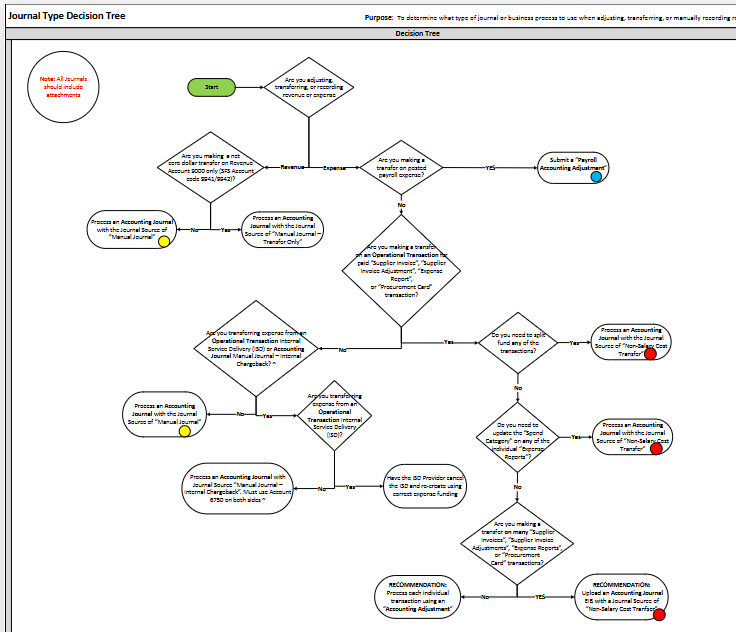 Journal Type Decision Tree
Purpose: To determine what type of journal or business process to use when adjusting, transferring, or manually recording
Decision Tree
Note: All Journals
should include
attachments
Start
Are you adjusting,
transferring, or recording
revenue or expense
Are you making a net
zero dollar transfer on Revenue
Account 9000 only (SFS Account
code 9941/9942)?
Revenue
Expense
Are you making a
transfer on posted
payroll expense?
YES
Submit a "Payroll
Accounting Adjustment"
No
Process an Accounting Journal
with the Journal Source of
"Manual Journal"
No
Yes
Process an Accounting
Journal with the Journal
Source of "Manual Journal –
Transfer Only"
Are you making a transfer
on an Operational Transaction for
paid "Supplier Invoice", "Supplier
Invoice Adjustment", "Expense
Report",
or "Procurement Card"
transaction?
Are you transferring expense from an
Operational Transaction Internal
Service Delivery (ISD) or Accounting
Journal Manual Journal – Internal
Chargeback? ^
No
Yes
Do you need to split
fund any of the
transactions?
Yes
Process an Accounting
Journal with the Journal
Source of "Non-Salary Cost
Transfer"
No
Process an Accounting
Journal with the Journal
Source of "Manual Journal"
No
Yes
Are you transferring
expense from an
Operational
Transaction Internal
Service Delivery
(ISD)?
Do you need to
update the "Spend
Category" on any of the
individual "Expense
Reports"?
Yes
Process an Accounting
Journal with the Journal
Source of "Non-Salary Cost
Transfer"
Process an Accounting Journal with
Journal Source "Manual Journal –
Internal Chargeback". Must use Account
6750 on both sides ^
No
Yes
Have the ISD Provider cancel
the ISD and re-create using
correct expense funding
No
Are you making a
transfer on many "Supplier
Invoices", "Supplier Invoice
Adjustments", "Expense Reports",
or "Procurement
Card" transactions?
RECOMMENDATION:
Process each individual
transaction using an
"Accounting Adjustment"
No
YES
RECOMMENDATION:
Upload an Accounting Journal
EIB with a Journal Source of
"Non-Salary Cost Tranfser"